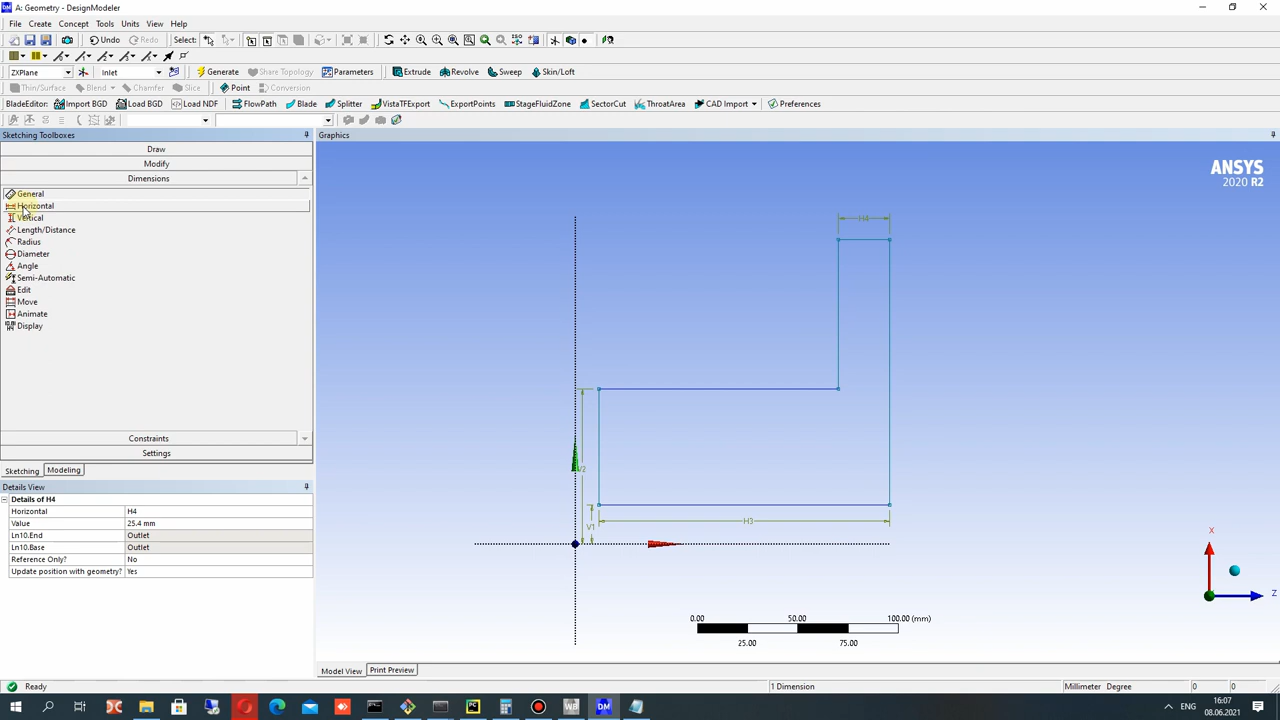 A: Geometry - DesignModeler
File Create Concept Tools Units View Help
Undo Redo Select:
ZXPlane Inlet Generate Share Topology Parameters Extrude Revolve Sweep Skin/Loft
Thin/Surface Blend Chamfer Slice Point Conversion
BladeEditor: Import BGD Load BGD Load NDF FlowPath Blade Splitter VistaTFExport ExportPoints StageFluidZone SectorCut ThroatArea CAD Import Preferences
Sketching Toolboxes
Graphics
Draw
Modify
Dimensions
General
Horizontal
Vertical
Length/Distance
Radius
Diameter
Angle
Semi-Automatic
Edit
Move
Animate
Display
Constraints
Settings
Sketching Modeling
Details View
Details of H4
Horizontal H4
Value 25.4 mm
Ln10.End Outlet
Ln10.Base Outlet
Reference Only? No
Update position with geometry? Yes
ANSYS
2020 R2
H4
V2
V1
H3
X
Z
0.00 50.00 100.00 (mm)
25.00 75.00
Model View Print Preview
Ready 1 Dimension Millimeter Degree 0 0
DM
ENG
16:07
08.06.2021